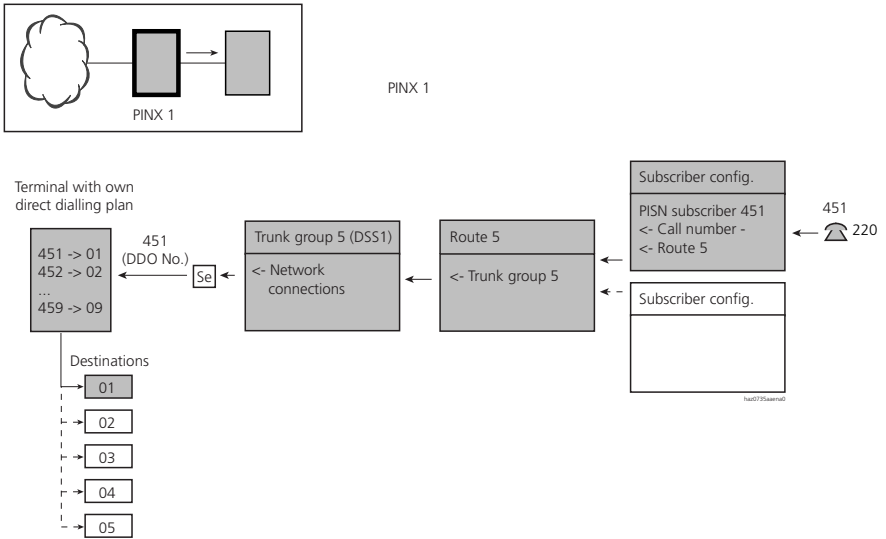 PINX 1
PINX 1
Terminal with own
direct dialling plan
451 -> 01
452 -> 02
...
459 -> 09
451
(DDO No.)
Se
Trunk group 5 (DSS1)
<- Network
connections
Route 5
<- Trunk group 5
Subscriber config.
PISN subscriber 451
<- Call number -
<- Route 5
451
220
Subscriber config.
haz0735aaena0
Destinations
01
02
03
04
05